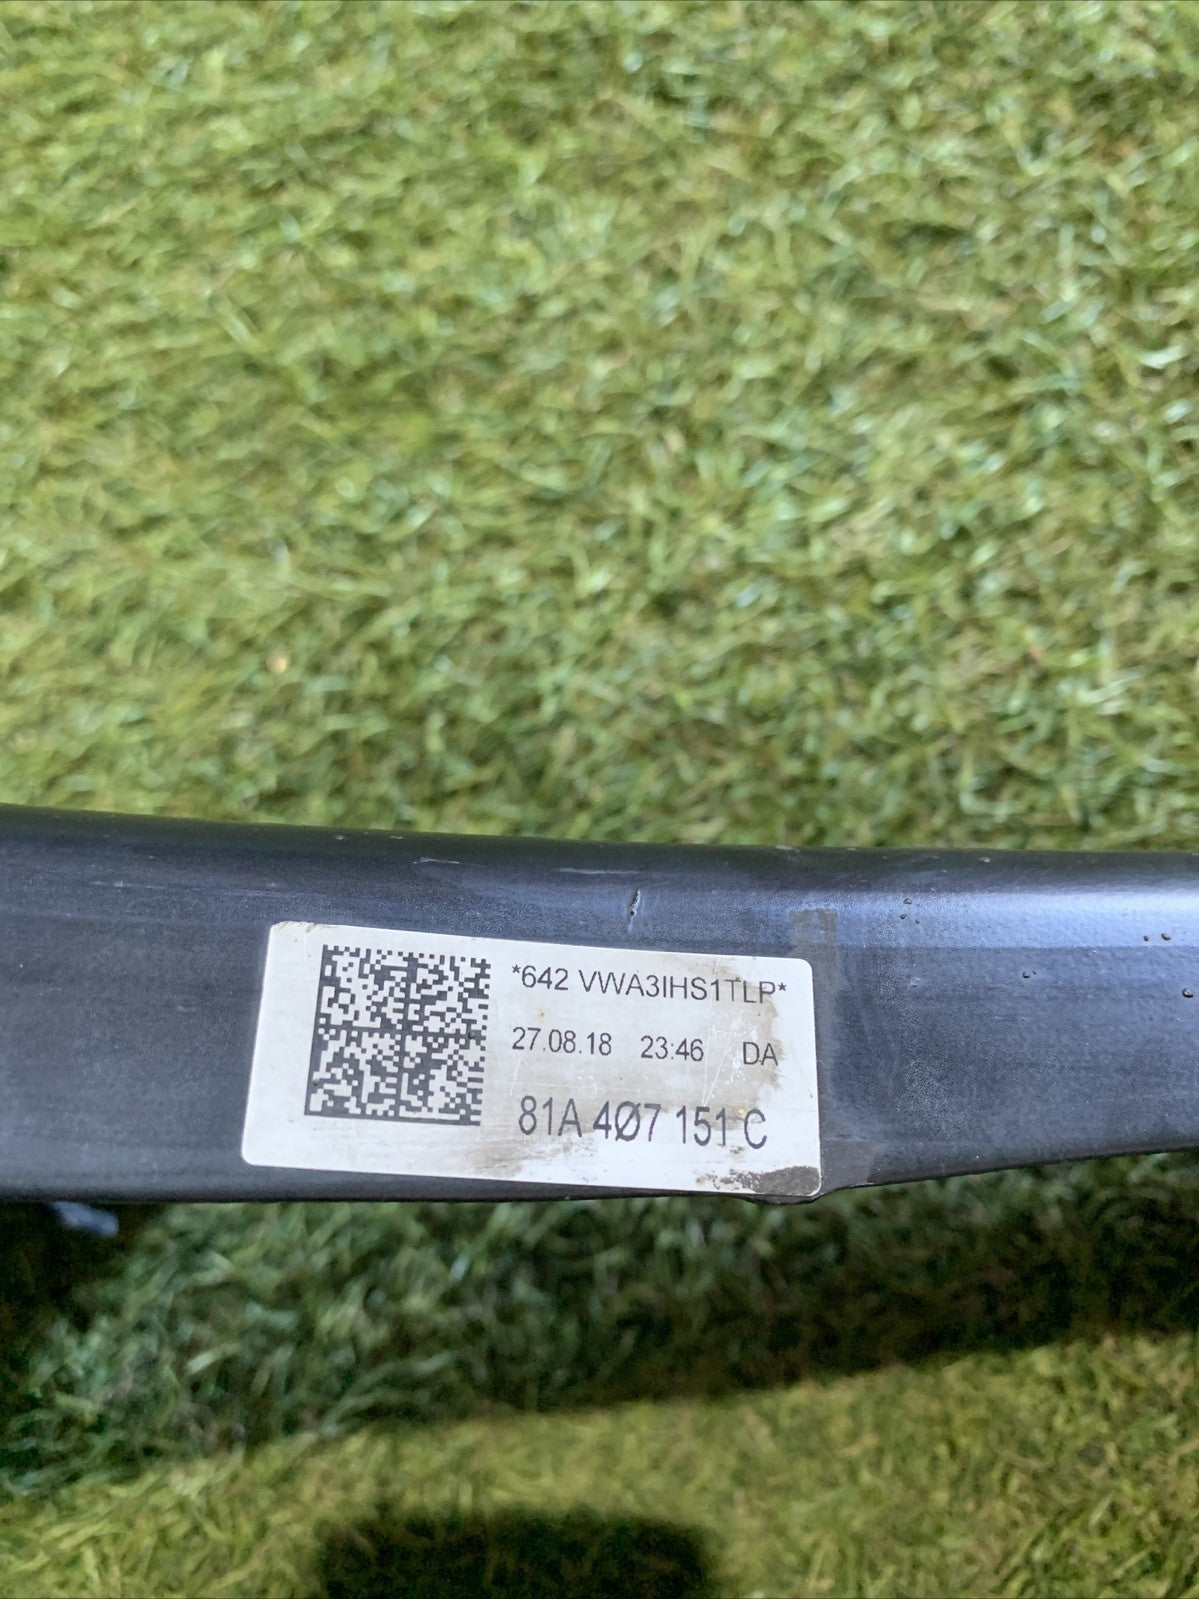 *642 VWA3IHS1TLP*
27.08.18 23:46 DA
81A 4Ø7 151 C